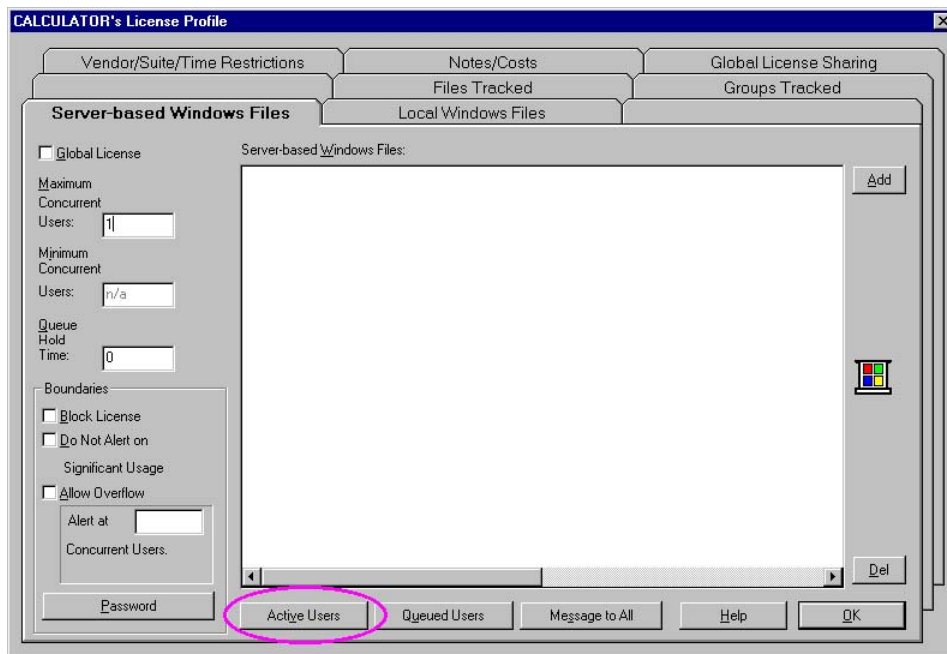 CALCULATOR's License Profile
Vendor/Suite/Time Restrictions
Notes/Costs
Global License Sharing
Files Tracked
Groups Tracked
Server-based Windows Files
Local Windows Files
Global License
Server-based Windows Files:
Add
Maximum
Concurrent
Users: 1
Minimum
Concurrent
Users: n/a
Queue
Hold
Time: 0
Boundaries
Block License
Do Not Alert on
Significant Usage
Allow Overflow
Alert at
Concurrent Users.
Del
Password
Active Users
Queued Users
Message to All
Help
OK